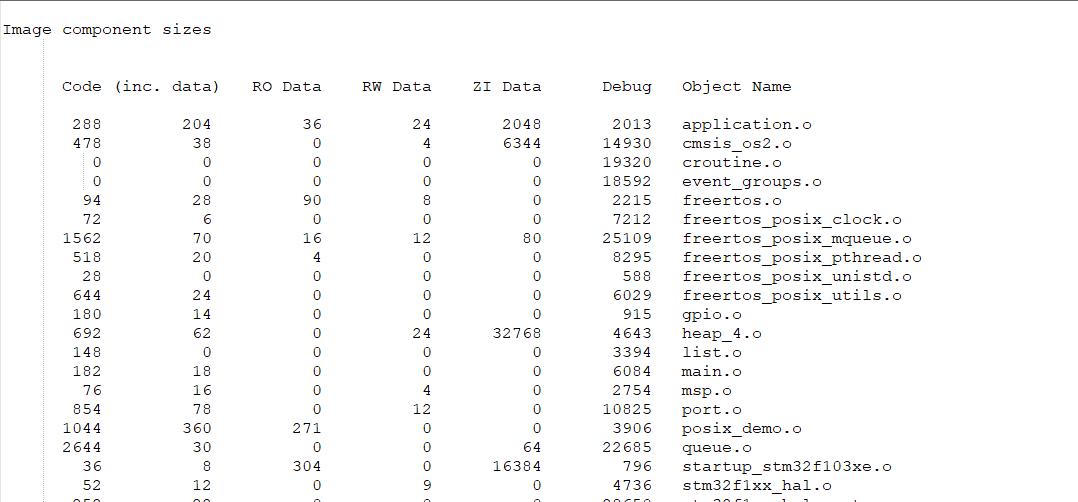 Image component sizes
Code (inc. data) RO Data RW Data ZI Data Debug Object Name
288 204 36 24 2048 2013 application.o
478 38 0 4 6344 14930 cmsis_os2.o
0 0 0 0 0 19320 croutine.o
0 0 0 0 0 18592 event_groups.o
94 28 90 8 0 2215 freertos.o
72 6 0 0 0 7212 freertos_posix_clock.o
1562 70 16 12 80 25109 freertos_posix_mqueue.o
518 20 4 0 0 8295 freertos_posix_pthread.o
28 0 0 0 0 588 freertos_posix_unistd.o
644 24 0 0 0 6029 freertos_posix_utils.o
180 14 0 0 0 915 gpio.o
692 62 0 24 32768 4643 heap_4.o
148 0 0 0 0 3394 list.o
182 18 0 0 0 6084 main.o
76 16 0 4 0 2754 msp.o
854 78 0 12 0 10825 port.o
1044 360 271 0 0 3906 posix_demo.o
2644 30 0 0 64 22685 queue.o
36 8 304 0 16384 796 startup_stm32f103xe.o
52 12 0 9 0 4736 stm32f1xx_hal.o